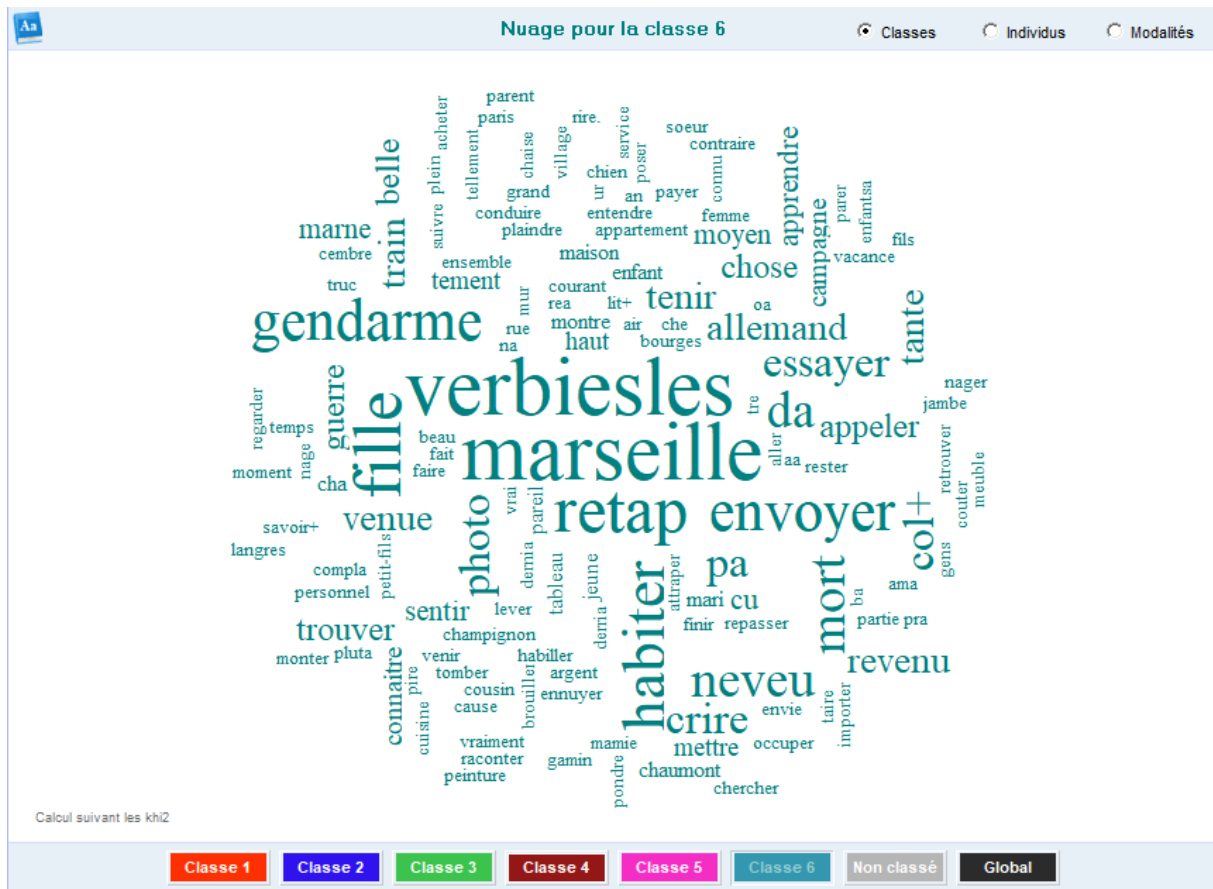 Aa
Nuage pour la classe 6
Classes Individus Modalités
parent
paris rire.
acheter
service
soeur
contraire
belle
plein
tellement
chaise
village
chien
poser
connu
apprendre
grand
ur
an
payer
parer
enfantsa
suivre
conduire
entendre
femme
marne
train
plaindre
appartement
moyen
campagne
fils
cembre
ensemble
maison
vacance
truc
tement
enfant
chose
mur
courant
rea
lit+
tenir
oa
gendarme
rue
montre
air
che
allemand
tante
na
haut
bourges
essayer
guerre
verbiesles
tre
nager
regarder
fille
da
jambe
temps
beau
marseille
appeler
retrouver
moment
nage
fait
aller
aa
rester
meuble
cha
faire
couter
vrai
pareil
savoir+
venue
photo
retap
envoyer
col+
langres
gens
petit-fils
compla
dernia
tableau
jeune
attraper
pa
mort
ama
personnel
ba
sentir
lever
derria
habiter
mari
cu
partie
pra
trouver
champignon
finir
repasser
monter
pluta
connaitre
pire
venir
habiller
revenu
tomber
argent
neveu
cousin
brouiller
ennuyer
cuisine
cause
crire
envie
taire
importer
vraiment
mamie
mettre
occuper
raconter
gamin
peinture
pondre
chaumont
chercher
Calcul suivant les khi2
Classe 1 Classe 2 Classe 3 Classe 4 Classe 5 Classe 6 Non classé Global